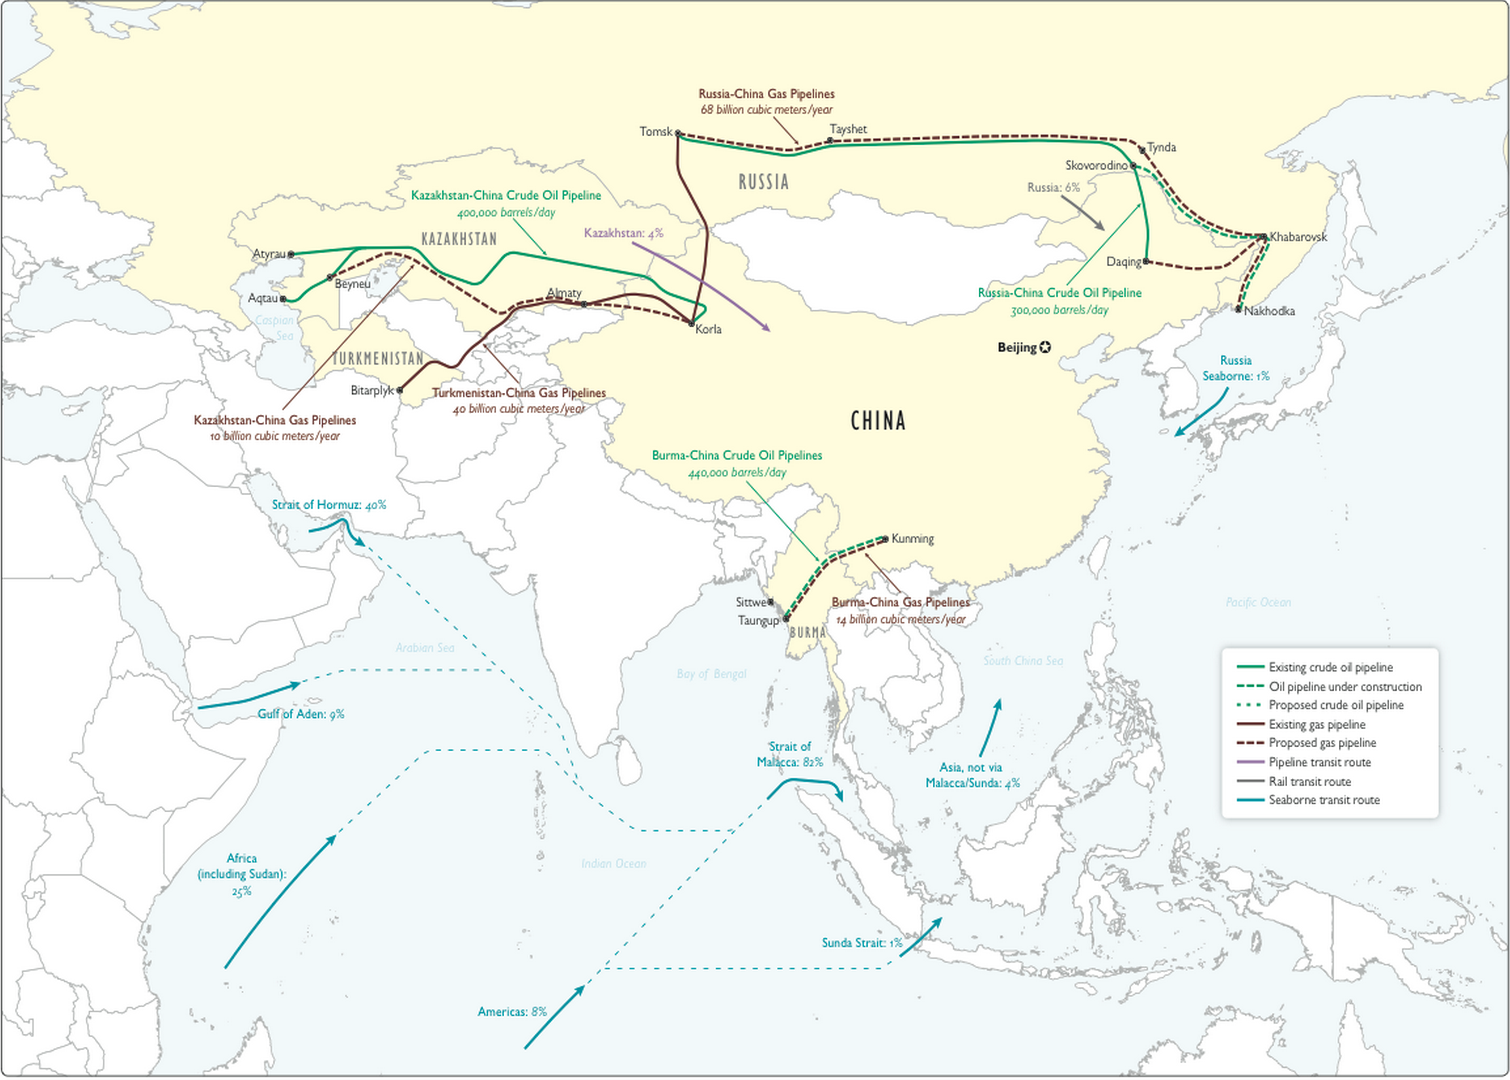 Russia-China Gas Pipelines
68 billion cubic meters/year
Tomsk
Tayshet
Tynda
Skovorodino
RUSSIA
Russia: 6%
Kazakhstan-China Crude Oil Pipeline
400,000 barrels/day
KAZAKHSTAN
Kazakhstan: 4%
Khabarovsk
Atyrau
Beyneu
Aqtau
Almaty
Daqing
Russia-China Crude Oil Pipeline
300,000 barrels/day
Nakhodka
Caspian
Sea
Korla
Beijing
TURKMENISTAN
Bitarplyk
Turkmenistan-China Gas Pipelines
40 billion cubic meters/year
Russia
Seaborne: 1%
Kazakhstan-China Gas Pipelines
10 billion cubic meters/year
CHINA
Burma-China Crude Oil Pipelines
440,000 barrels/day
Strait of Hormuz: 40%
Kunming
Sittwe
Taungup
BURMA
Burma-China Gas Pipelines
14 billion cubic meters/year
Pacific Ocean
Arabian Sea
Bay of Bengal
South China Sea
Gulf of Aden: 9%
Strait of
Malacca: 82%
Asia, not via
Malacca/Sunda: 4%
Existing crude oil pipeline
Oil pipeline under construction
Proposed crude oil pipeline
Existing gas pipeline
Proposed gas pipeline
Pipeline transit route
Rail transit route
Seaborne transit route
Africa
(including Sudan):
25%
Indian Ocean
Sunda Strait: 1%
Americas: 8%